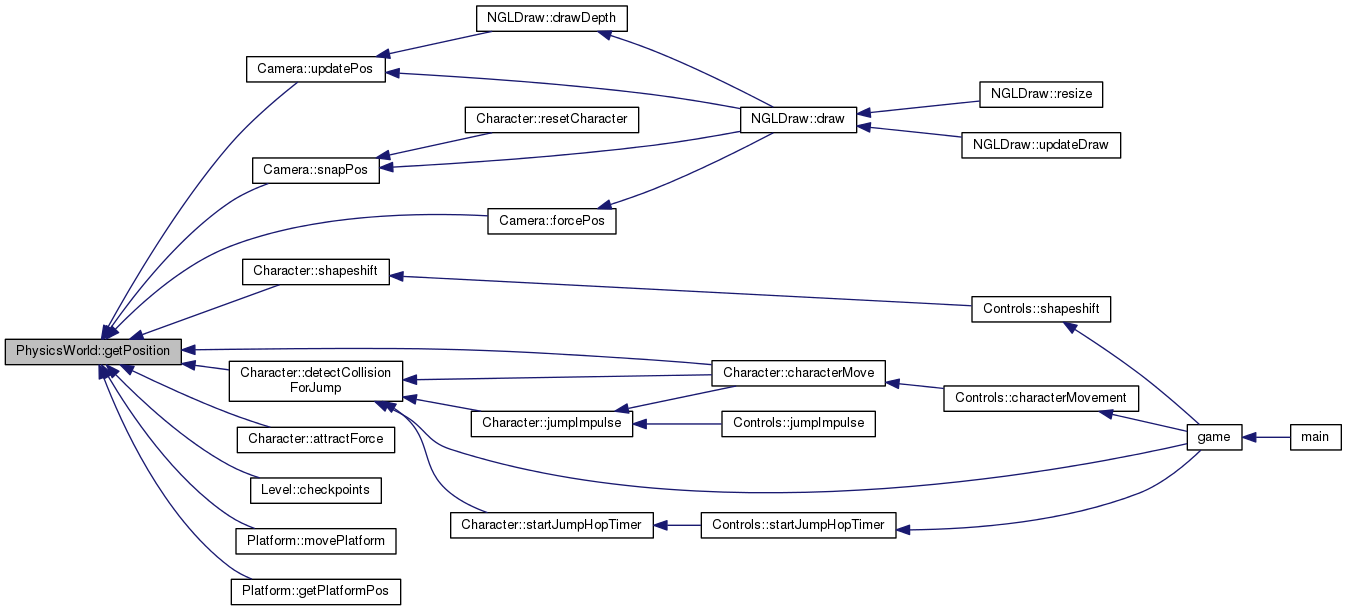 NGLDraw::drawDepth
Camera::updatePos
NGLDraw::resize
Character::resetCharacter
NGLDraw::draw
NGLDraw::updateDraw
Camera::snapPos
Camera::forcePos
Character::shapeshift
Controls::shapeshift
PhysicsWorld::getPosition
Character::detectCollision
ForJump
Character::characterMove
Controls::characterMovement
Character::jumpImpulse
Controls::jumpImpulse
Character::attractForce
game
main
Level::checkpoints
Character::startJumpHopTimer
Controls::startJumpHopTimer
Platform::movePlatform
Platform::getPlatformPos